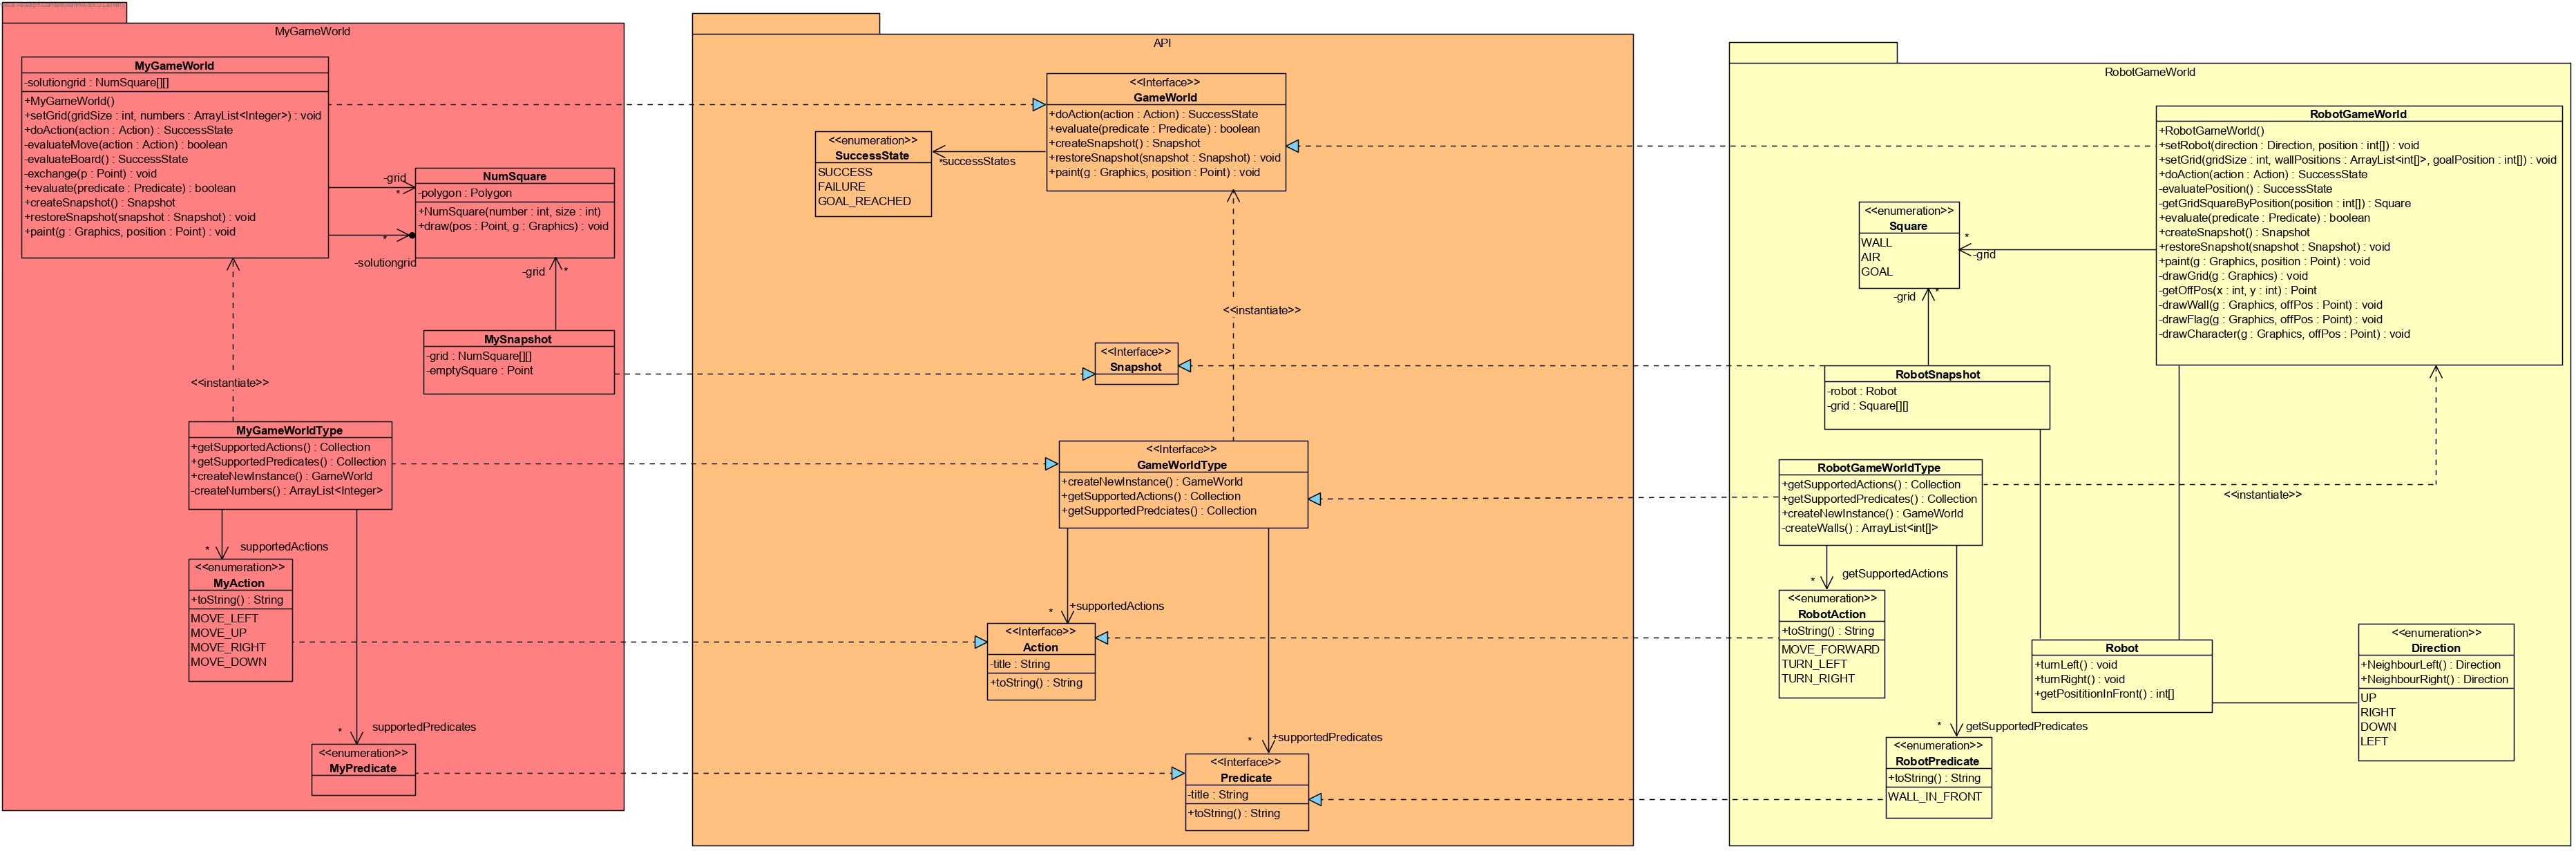 MyGameWorld
MyGameWorld
-solutiongrid : NumSquare[][]
+MyGameWorld()
+setGrid(gridSize : int, numbers : ArrayList<Integer>) : void
+doAction(action : Action) : SuccessState
-evaluateMove(action : Action) : boolean
-evaluateBoard() : SuccessState
-exchange(p : Point) : void
+evaluate(predicate : Predicate) : boolean
+createSnapshot() : Snapshot
+restoreSnapshot(snapshot : Snapshot) : void
+paint(g : Graphics, position : Point) : void
-grid
*
*
-solutiongrid
NumSquare
-polygon : Polygon
+NumSquare(number : int, size : int)
+draw(pos : Point, g : Graphics) : void
-grid
*
MySnapshot
-grid : NumSquare[][]
-emptySquare : Point
<<instantiate>>
MyGameWorldType
+getSupportedActions() : Collection
+getSupportedPredicates() : Collection
+createNewInstance() : GameWorld
-createNumbers() : ArrayList<Integer>
*
supportedActions
<<enumeration>>
MyAction
+toString() : String
MOVE_LEFT
MOVE_UP
MOVE_RIGHT
MOVE_DOWN
*
supportedPredicates
<<enumeration>>
MyPredicate
API
<<Interface>>
GameWorld
+doAction(action : Action) : SuccessState
+evaluate(predicate : Predicate) : boolean
+createSnapshot() : Snapshot
+restoreSnapshot(snapshot : Snapshot) : void
+paint(g : Graphics, position : Point) : void
<<enumeration>>
SuccessState
SUCCESS
FAILURE
GOAL_REACHED
*
successStates
<<instantiate>>
<<Interface>>
Snapshot
<<Interface>>
GameWorldType
+createNewInstance() : GameWorld
+getSupportedActions() : Collection
+getSupportedPredciates() : Collection
*
+supportedActions
<<Interface>>
Action
-title : String
+toString() : String
*
+supportedPredicates
<<Interface>>
Predicate
-title : String
+toString() : String
RobotGameWorld
RobotGameWorld
+RobotGameWorld()
+setRobot(direction : Direction, position : int[]) : void
+setGrid(gridSize : int, wallPositions : ArrayList<int[]>, goalPosition : int[]) : void
+doAction(action : Action) : SuccessState
-evaluatePosition() : SuccessState
-getGridSquareByPosition(position : int[]) : Square
+evaluate(predicate : Predicate) : boolean
+createSnapshot() : Snapshot
+restoreSnapshot(snapshot : Snapshot) : void
+paint(g : Graphics, position : Point) : void
-drawGrid(g : Graphics) : void
-getOffPos(x : int, y : int) : Point
-drawWall(g : Graphics, offPos : Point) : void
-drawFlag(g : Graphics, offPos : Point) : void
-drawCharacter(g : Graphics, offPos : Point) : void
<<enumeration>>
Square
WALL
AIR
GOAL
*
-grid
-grid
*
RobotSnapshot
-robot : Robot
-grid : Square[][]
RobotGameWorldType
+getSupportedActions() : Collection
+getSupportedPredicates() : Collection
+createNewInstance() : GameWorld
-createWalls() : ArrayList<int[]>
<<instantiate>>
*
getSupportedActions
<<enumeration>>
RobotAction
+toString() : String
MOVE_FORWARD
TURN_LEFT
TURN_RIGHT
*
getSupportedPredicates
<<enumeration>>
RobotPredicate
+toString() : String
WALL_IN_FRONT
Robot
+turnLeft() : void
+turnRight() : void
+getPosititionInFront() : int[]
<<enumeration>>
Direction
+NeighbourLeft() : Direction
+NeighbourRight() : Direction
UP
RIGHT
DOWN
LEFT